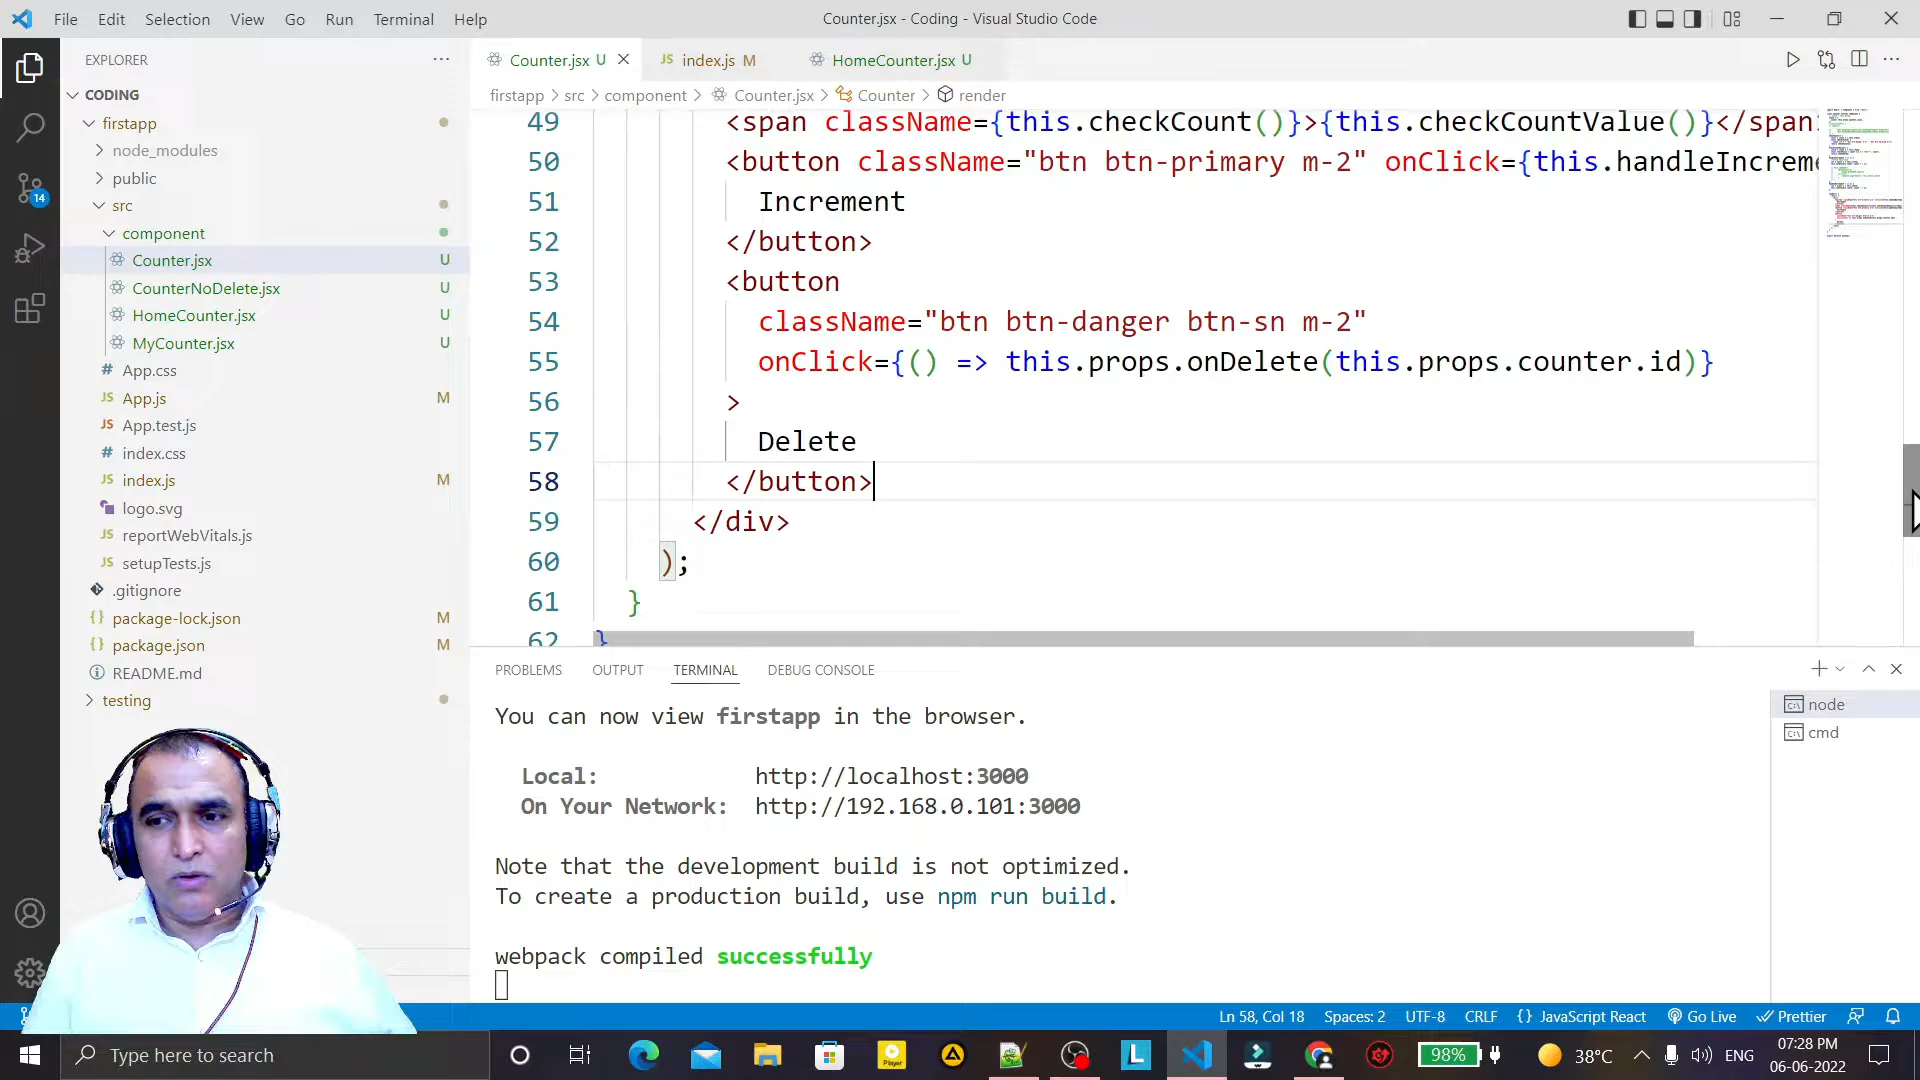 File Edit Selection View Go Run Terminal Help
Counter.jsx - Coding - Visual Studio Code
EXPLORER
CODING
firstapp
node_modules
public
src
component
Counter.jsx U
CounterNoDelete.jsx U
HomeCounter.jsx U
MyCounter.jsx U
App.css
App.js M
App.test.js
index.css
index.js M
logo.svg
reportWebVitals.js
setupTests.js
.gitignore
package-lock.json M
package.json M
README.md
testing
14
Counter.jsx U index.js M HomeCounter.jsx U
firstapp > src > component > Counter.jsx > Counter > render
49 <span className={this.checkCount()}>{this.checkCountValue()}</span>
50 <button className="btn btn-primary m-2" onClick={this.handleIncreme
51 Increment
52 </button>
53 <button
54 className="btn btn-danger btn-sn m-2"
55 onClick={() => this.props.onDelete(this.props.counter.id)}
56 >
57 Delete
58 </button>
59 </div>
60 );
61 }
62 }
PROBLEMS OUTPUT TERMINAL DEBUG CONSOLE
You can now view firstapp in the browser.
Local: http://localhost:3000
On Your Network: http://192.168.0.101:3000
Note that the development build is not optimized.
To create a production build, use npm run build.
webpack compiled successfully
node
cmd
Ln 58, Col 18 Spaces: 2 UTF-8 CRLF {} JavaScript React Go Live Prettier
Type here to search
Player
L
98%
38°C
ENG
07:28 PM
06-06-2022